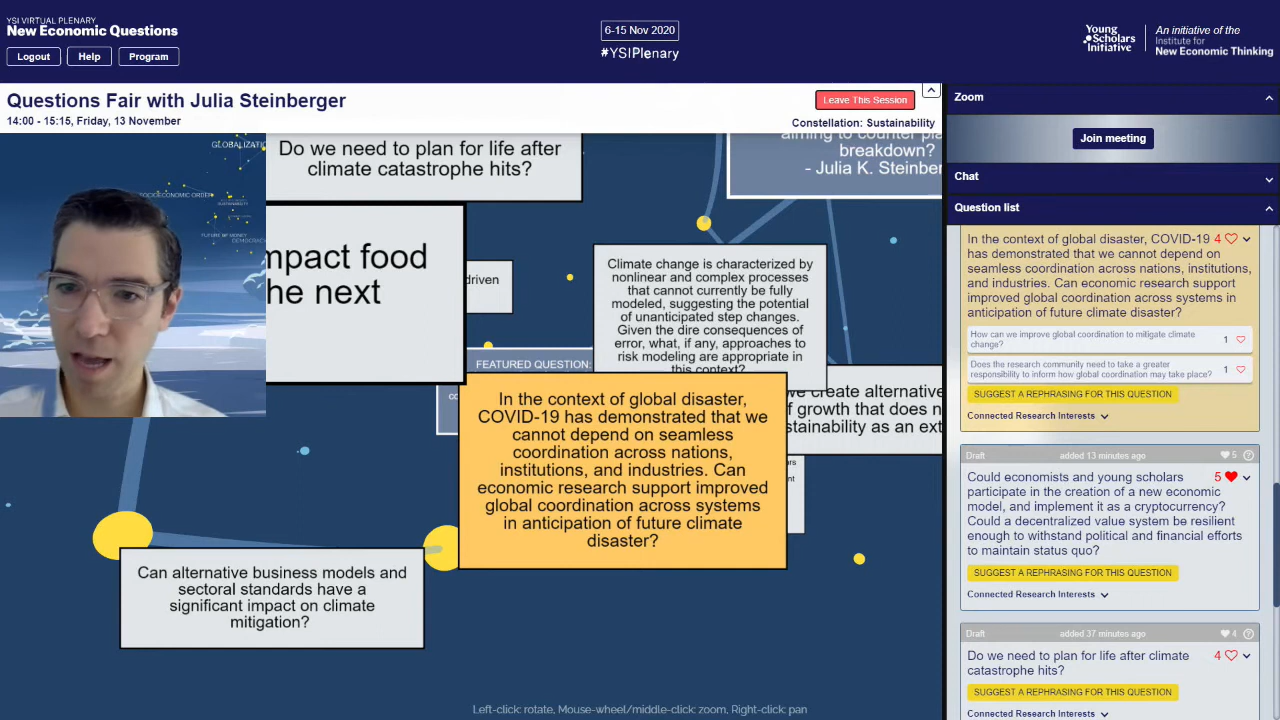 YSI VIRTUAL PLENARY
New Economic Questions
Logout
Help
Program
6-15 Nov 2020
#YSIPlenary
Young
Scholars
Initiative
An initiative of the
Institute for
New Economic Thinking
Questions Fair with Julia Steinberger
14:00 - 15:15, Friday, 13 November
Leave This Session
Constellation: Sustainability
SOCIOECONOMIC ORDER
SUSTAINABILITY
FUTURE OF MONEY
Do we need to plan for life after
climate catastrophe hits?
aiming to counter
breakdown?
- Julia K.
food
next
Climate change is characterized by
nonlinear and complex processes
that cannot currently be fully
modeled, suggesting the potential
of unanticipated step changes.
Given the dire consequences of
error, what, if any, approaches to
risk modeling are appropriate in
this context?
FEATURED QUESTION:
create alternative
growth that does
as an
In the context of global disaster,
COVID-19 has demonstrated that we
cannot depend on seamless
coordination across nations,
institutions, and industries. Can
economic research support improved
global coordination across systems
in anticipation of future climate
disaster?
Can alternative business models and
sectoral standards have a
significant impact on climate
mitigation?
Left-click: rotate, Mouse-wheel/middle-click: zoom, Right-click: pan
Zoom
Join meeting
Chat
Question list
In the context of global disaster, COVID-19 4
has demonstrated that we cannot depend on
seamless coordination across nations, institutions,
and industries. Can economic research support
improved global coordination across systems in
anticipation of future climate disaster?
How can we improve global coordination to mitigate climate 1
change?
Does the research community need to take a greater 1
responsibility to inform how global coordination may take place?
SUGGEST A REPHRASING FOR THIS QUESTION
Connected Research Interests
Draft added 13 minutes ago 5
Could economists and young scholars 5
participate in the creation of a new economic
model, and implement it as a cryptocurrency?
Could a decentralized value system be resilient
enough to withstand political and financial efforts
to maintain status quo?
SUGGEST A REPHRASING FOR THIS QUESTION
Connected Research Interests
Draft added 37 minutes ago 4
Do we need to plan for life after climate 4
catastrophe hits?
SUGGEST A REPHRASING FOR THIS QUESTION
Connected Research Interests